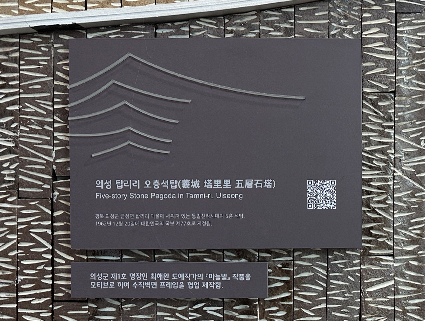 의성 탑리리 오층석탑(義城 塔里里 五層石塔)
Five-story Stone Pagoda in Tamni-ri, Uiseong
의성군 제1호 명장인 최해완 도예작가의 「마늘빛」 작품을
모티브로 하여 수직벽면 프레임을 협업 제작함.